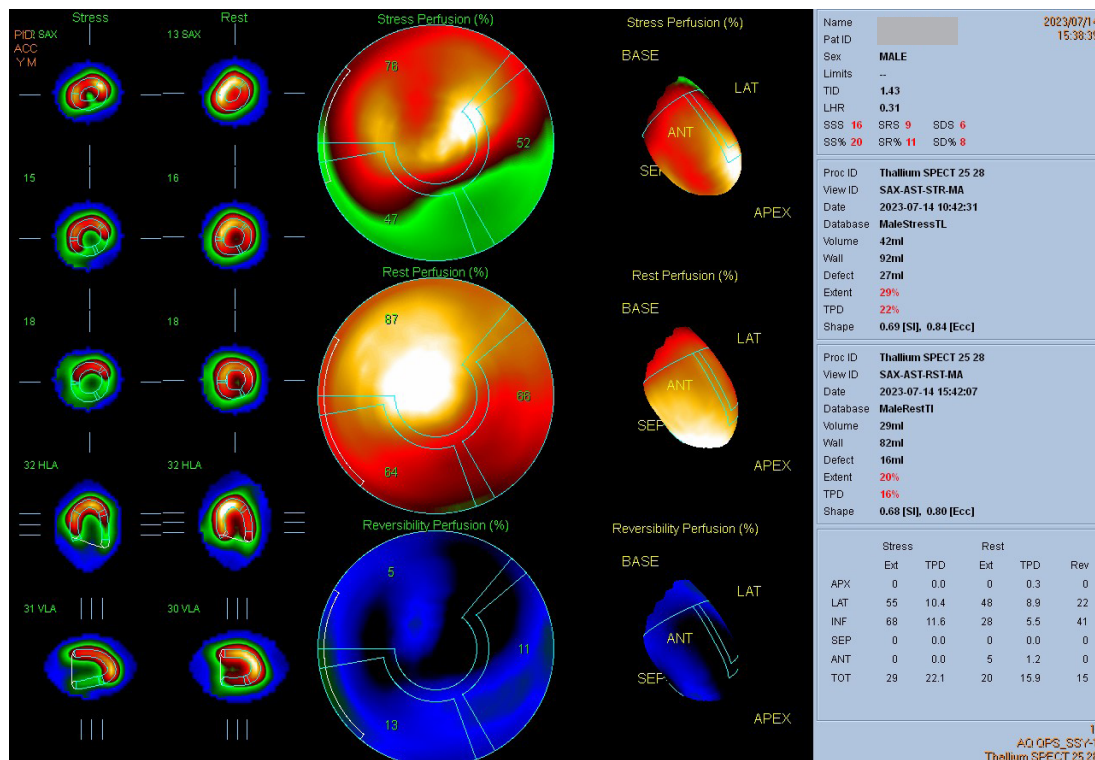 Stress
Rest
Stress Perfusion (%)
Stress Perfusion (%)
SAX
ACC
Y M
13 SAX
76
52
47
BASE
LAT
ANT
SEP
APEX
15
16
18
18
Rest Perfusion (%)
Rest Perfusion (%)
87
66
64
BASE
LAT
ANT
SEP
APEX
32 HLA
32 HLA
31 VLA
30 VLA
Reversibility Perfusion (%)
Reversibility Perfusion (%)
5
11
13
BASE
LAT
ANT
SEP
APEX
Name
2023/07/14
Pat ID
15:38:39
Sex MALE
Limits --
TID 1.43
LHR 0.31
SSS 16 SRS 9 SDS 6
SS% 20 SR% 11 SD% 8
Proc ID Thallium SPECT 25 28
View ID SAX-AST-STR-MA
Date 2023-07-14 10:42:31
Database MaleStressTL
Volume 42ml
Wall 92ml
Defect 27ml
Extent 29%
TPD 22%
Shape 0.69 [SI], 0.84 [Ecc]
Proc ID Thallium SPECT 25 28
View ID SAX-AST-RST-MA
Date 2023-07-14 15:42:07
Database MaleRestTl
Volume 29ml
Wall 82ml
Defect 16ml
Extent 20%
TPD 16%
Shape 0.68 [SI], 0.80 [Ecc]
Stress Rest
Ext TPD Ext TPD Rev
APX 0 0.0 0 0.3 0
LAT 55 10.4 48 8.9 22
INF 68 11.6 28 5.5 41
SEP 0 0.0 0 0.0 0
ANT 0 0.0 5 1.2 0
TOT 29 22.1 20 15.9 15
AQ QPS_SSY-1
Thallium SPECT 25 28